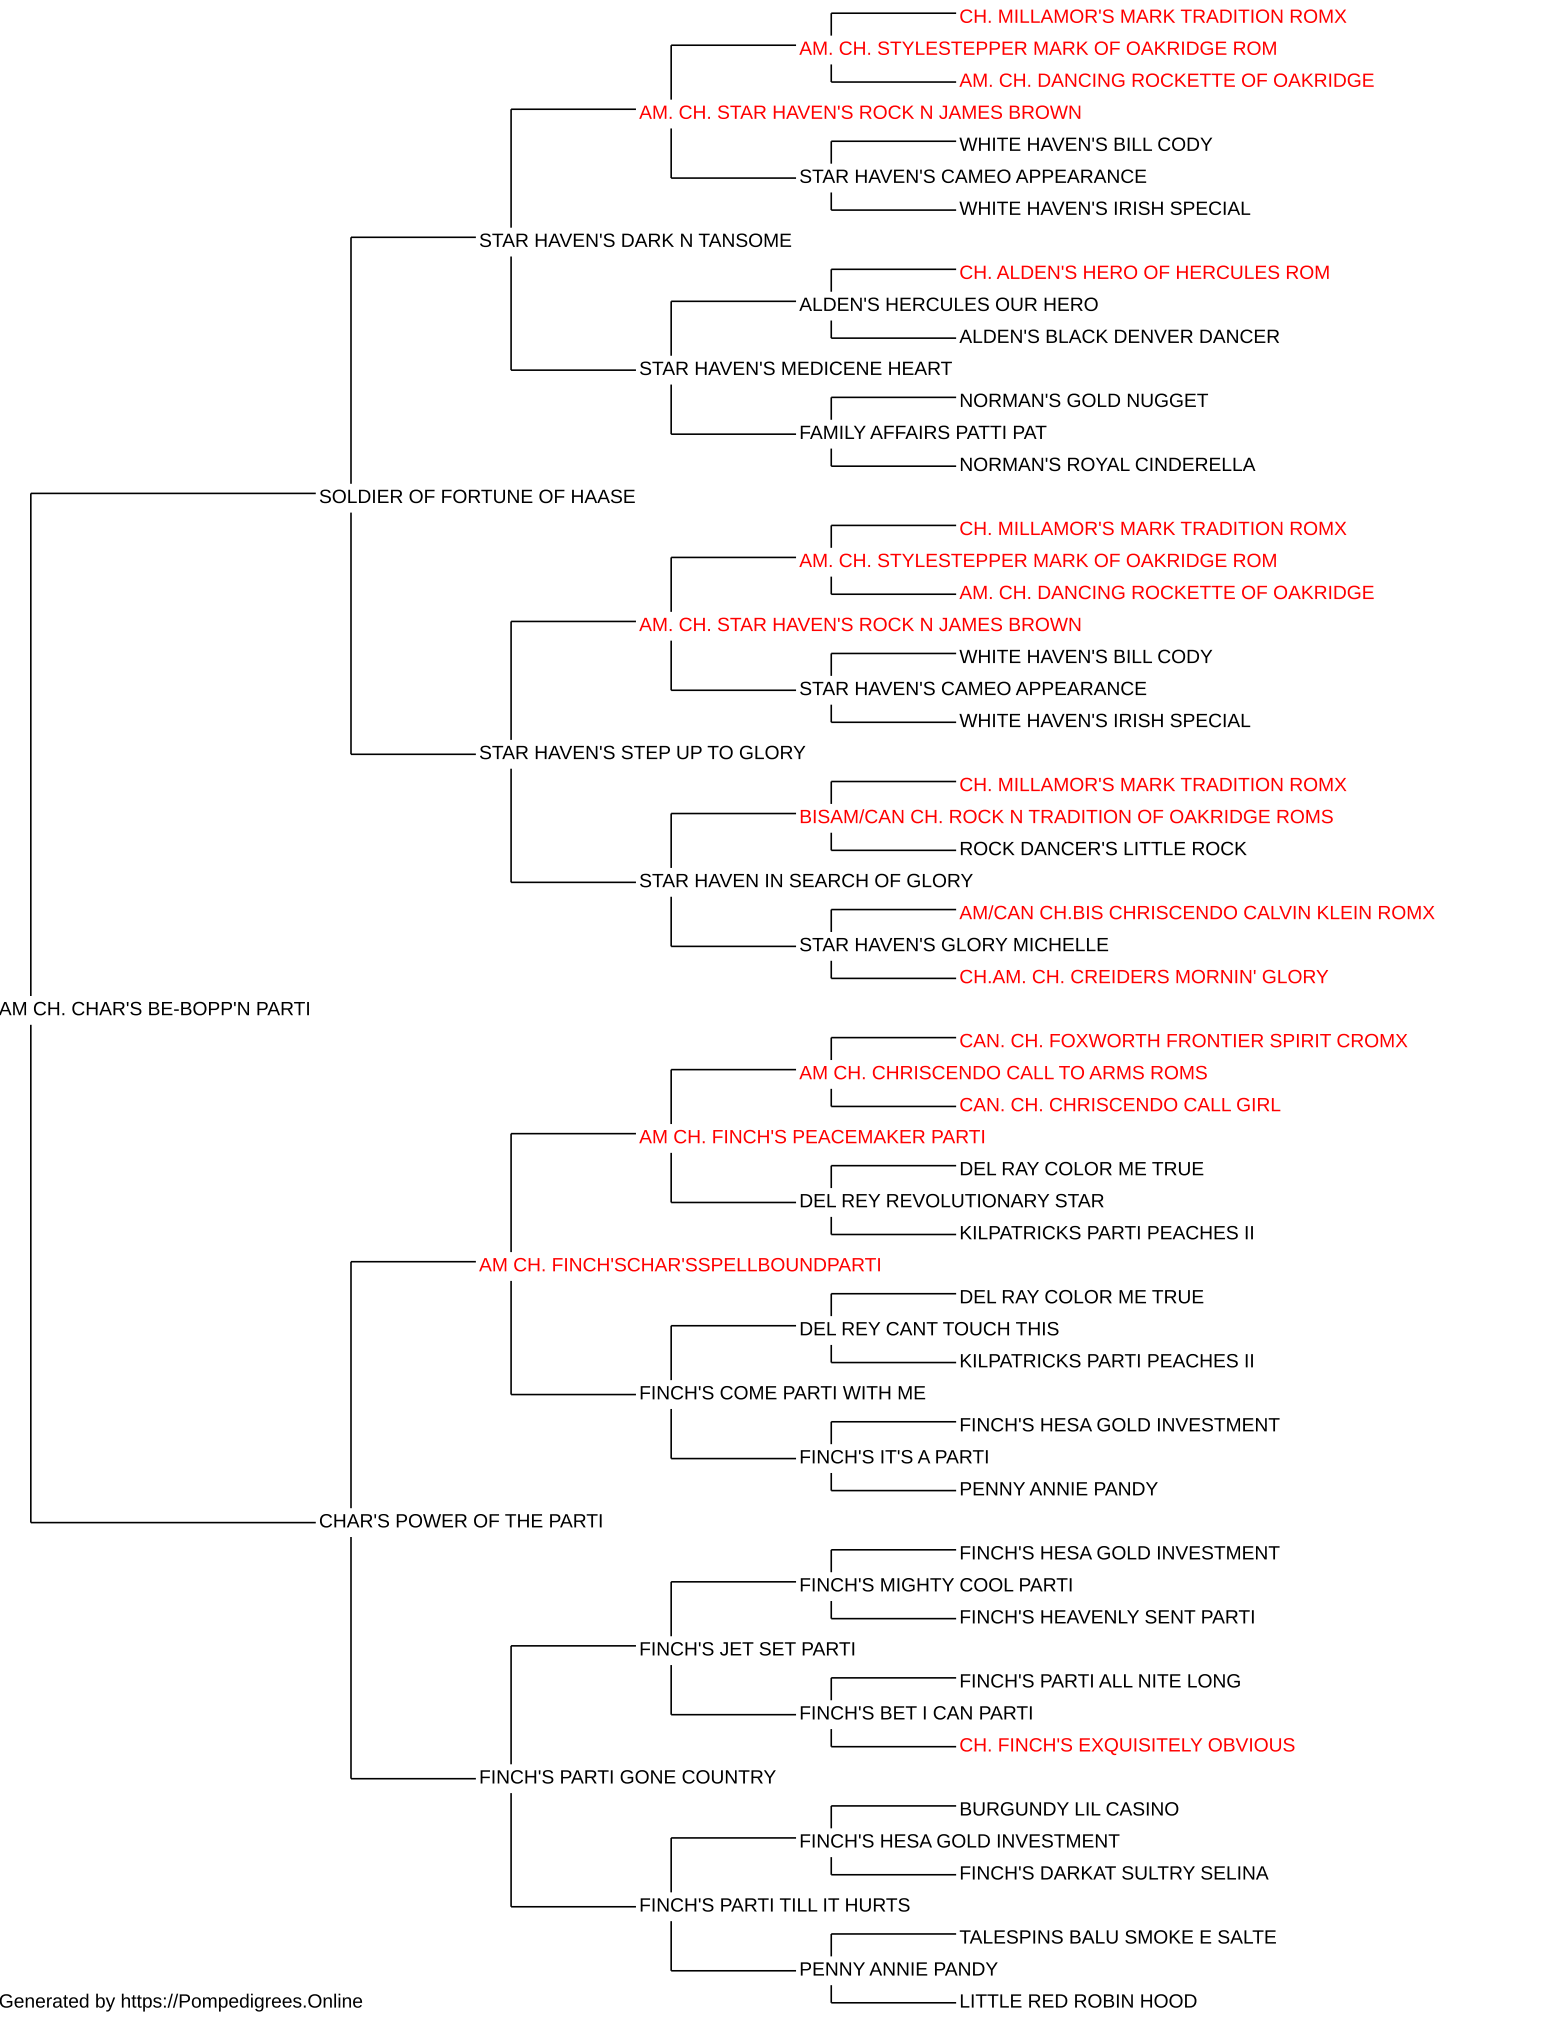 CH. MILLAMOR'S MARK TRADITION ROMX
AM. CH. STYLESTEPPER MARK OF OAKRIDGE ROM
AM. CH. DANCING ROCKETTE OF OAKRIDGE
AM. CH. STAR HAVEN'S ROCK N JAMES BROWN
WHITE HAVEN'S BILL CODY
STAR HAVEN'S CAMEO APPEARANCE
WHITE HAVEN'S IRISH SPECIAL
STAR HAVEN'S DARK N TANSOME
CH. ALDEN'S HERO OF HERCULES ROM
ALDEN'S HERCULES OUR HERO
ALDEN'S BLACK DENVER DANCER
STAR HAVEN'S MEDICENE HEART
NORMAN'S GOLD NUGGET
FAMILY AFFAIRS PATTI PAT
NORMAN'S ROYAL CINDERELLA
SOLDIER OF FORTUNE OF HAASE
CH. MILLAMOR'S MARK TRADITION ROMX
AM. CH. STYLESTEPPER MARK OF OAKRIDGE ROM
AM. CH. DANCING ROCKETTE OF OAKRIDGE
AM. CH. STAR HAVEN'S ROCK N JAMES BROWN
WHITE HAVEN'S BILL CODY
STAR HAVEN'S CAMEO APPEARANCE
WHITE HAVEN'S IRISH SPECIAL
STAR HAVEN'S STEP UP TO GLORY
CH. MILLAMOR'S MARK TRADITION ROMX
BISAM/CAN CH. ROCK N TRADITION OF OAKRIDGE ROMS
ROCK DANCER'S LITTLE ROCK
STAR HAVEN IN SEARCH OF GLORY
AM/CAN CH.BIS CHRISCENDO CALVIN KLEIN ROMX
STAR HAVEN'S GLORY MICHELLE
CH.AM. CH. CREIDERS MORNIN' GLORY
AM CH. CHAR'S BE-BOPP'N PARTI
CAN. CH. FOXWORTH FRONTIER SPIRIT CROMX
AM CH. CHRISCENDO CALL TO ARMS ROMS
CAN. CH. CHRISCENDO CALL GIRL
AM CH. FINCH'S PEACEMAKER PARTI
DEL RAY COLOR ME TRUE
DEL REY REVOLUTIONARY STAR
KILPATRICKS PARTI PEACHES II
AM CH. FINCH'SCHAR'SSPELLBOUNDPARTI
DEL RAY COLOR ME TRUE
DEL REY CANT TOUCH THIS
KILPATRICKS PARTI PEACHES II
FINCH'S COME PARTI WITH ME
FINCH'S HESA GOLD INVESTMENT
FINCH'S IT'S A PARTI
PENNY ANNIE PANDY
CHAR'S POWER OF THE PARTI
FINCH'S HESA GOLD INVESTMENT
FINCH'S MIGHTY COOL PARTI
FINCH'S HEAVENLY SENT PARTI
FINCH'S JET SET PARTI
FINCH'S PARTI ALL NITE LONG
FINCH'S BET I CAN PARTI
CH. FINCH'S EXQUISITELY OBVIOUS
FINCH'S PARTI GONE COUNTRY
BURGUNDY LIL CASINO
FINCH'S HESA GOLD INVESTMENT
FINCH'S DARKAT SULTRY SELINA
FINCH'S PARTI TILL IT HURTS
TALESPINS BALU SMOKE E SALTE
PENNY ANNIE PANDY
LITTLE RED ROBIN HOOD
Generated by https://Pompedigrees.Online